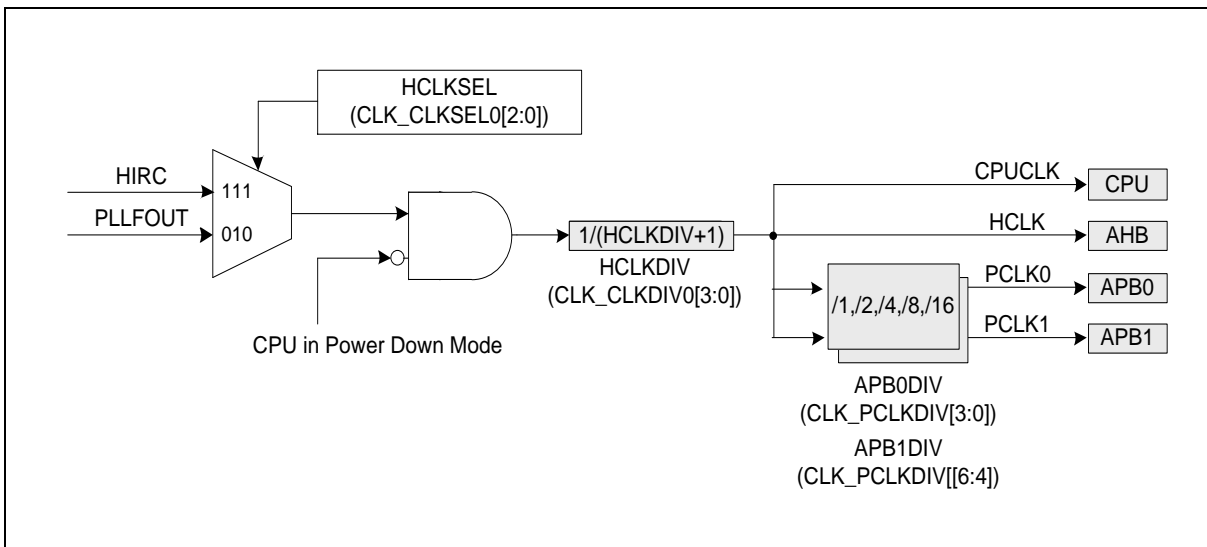 HCLKSEL
(CLK_CLKSEL0[2:0])
HIRC
111
PLLFOUT
010
CPU in Power Down Mode
1/(HCLKDIV+1)
HCLKDIV
(CLK_CLKDIV0[3:0])
CPUCLK
CPU
HCLK
AHB
/1,/2,/4,/8,/16
PCLK0
APB0
PCLK1
APB1
APB0DIV
(CLK_PCLKDIV[3:0])
APB1DIV
(CLK_PCLKDIV[[6:4])